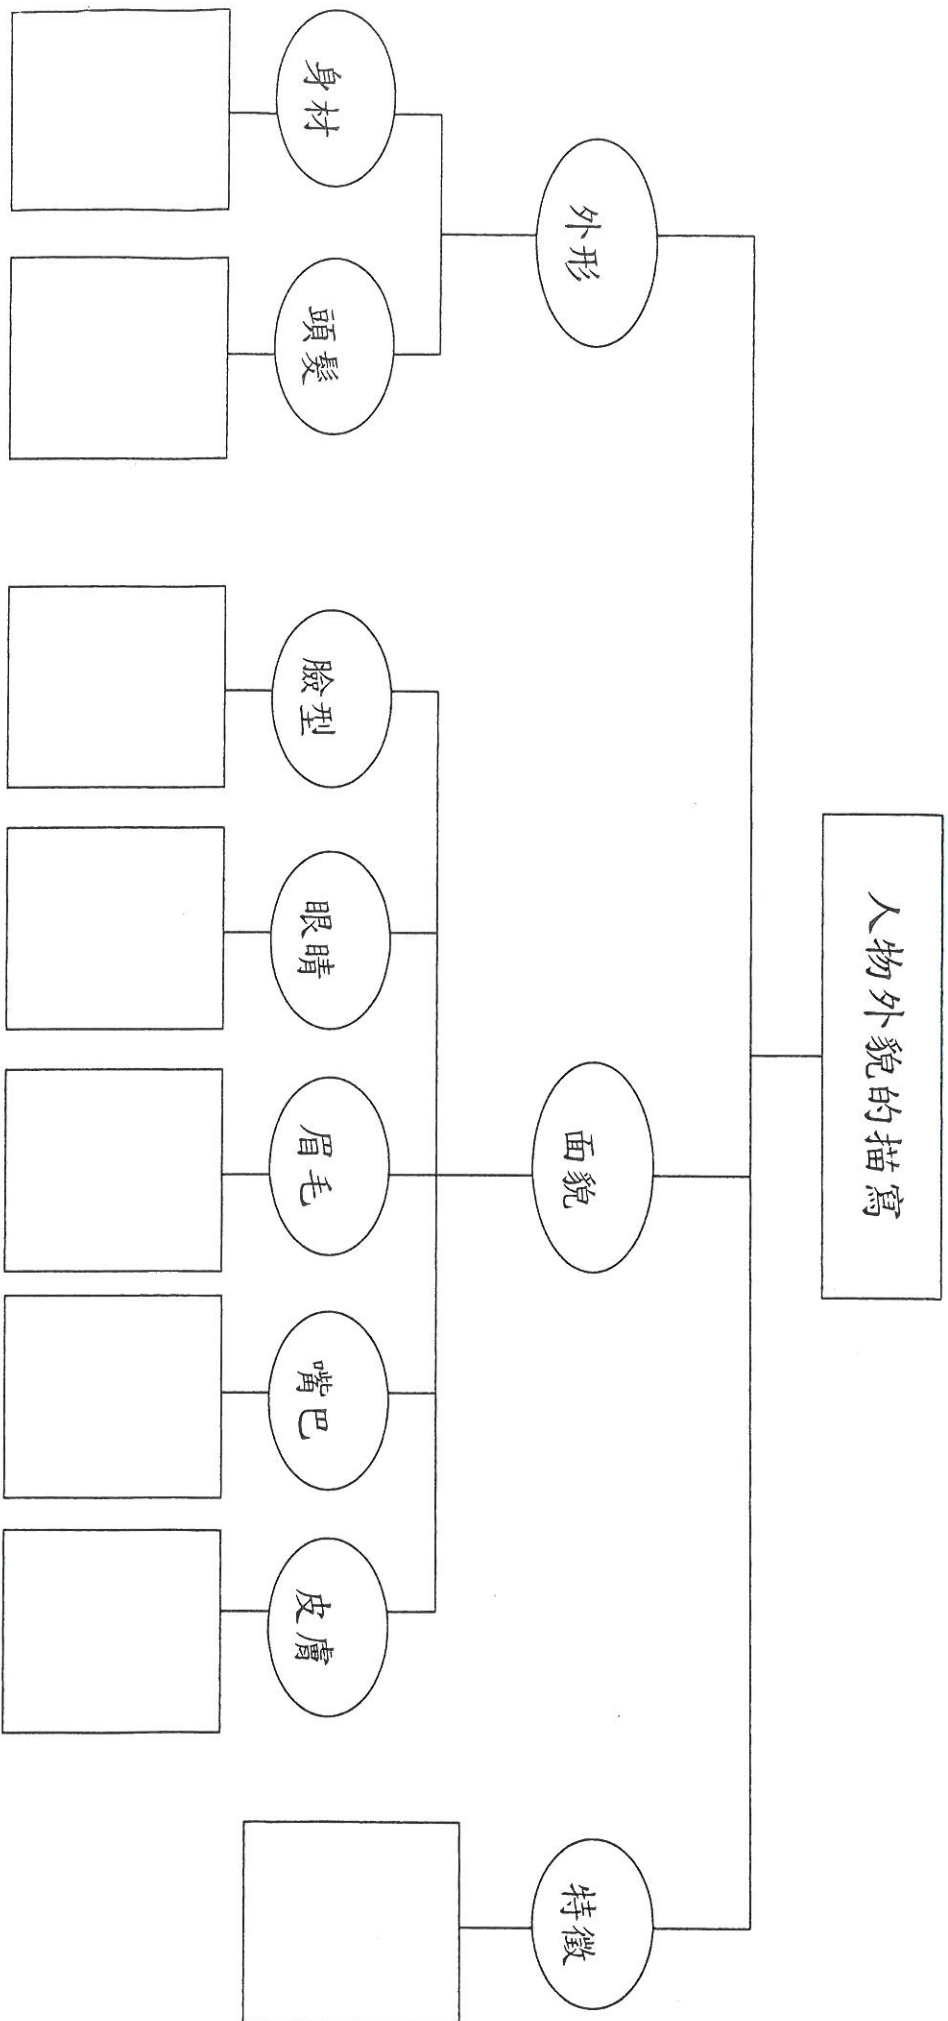 人物外貌的描寫
外形
面貌
特徵
身材
頭髮
臉型
眼睛
眉毛
嘴巴
皮膚